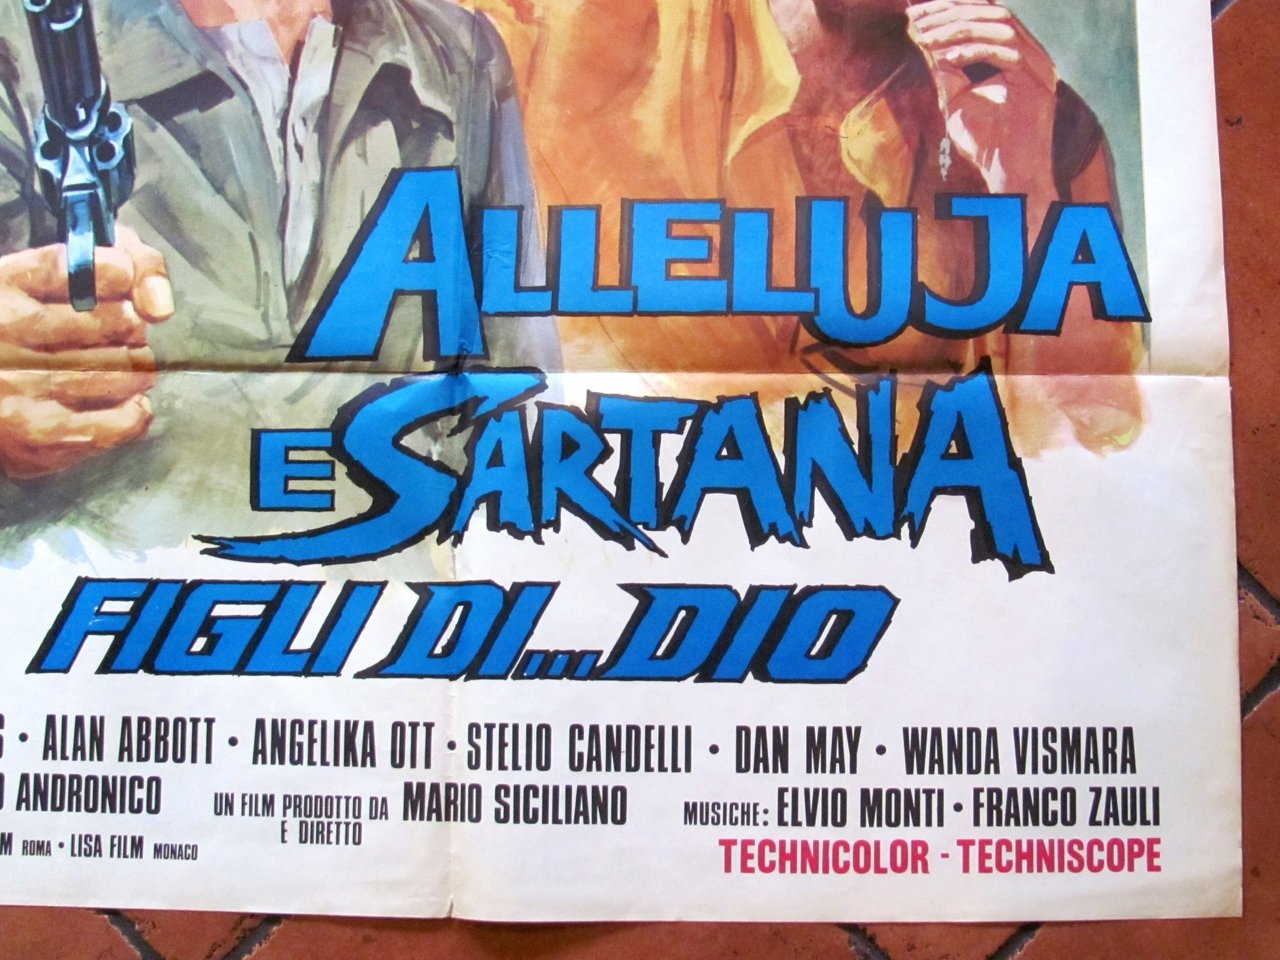 ALLELUJA
E SARTANA
FIGLI DI... DIO
• ALAN ABBOTT • ANGELIKA OTT • STELIO CANDELLI • DAN MAY • WANDA VISMARA
ANDRONICO UN FILM PRODOTTO DA E DIRETTO MARIO SICILIANO MUSICHE: ELVIO MONTI • FRANCO ZAULI
ROMA • LISA FILM MONACO
TECHNICOLOR - TECHNISCOPE